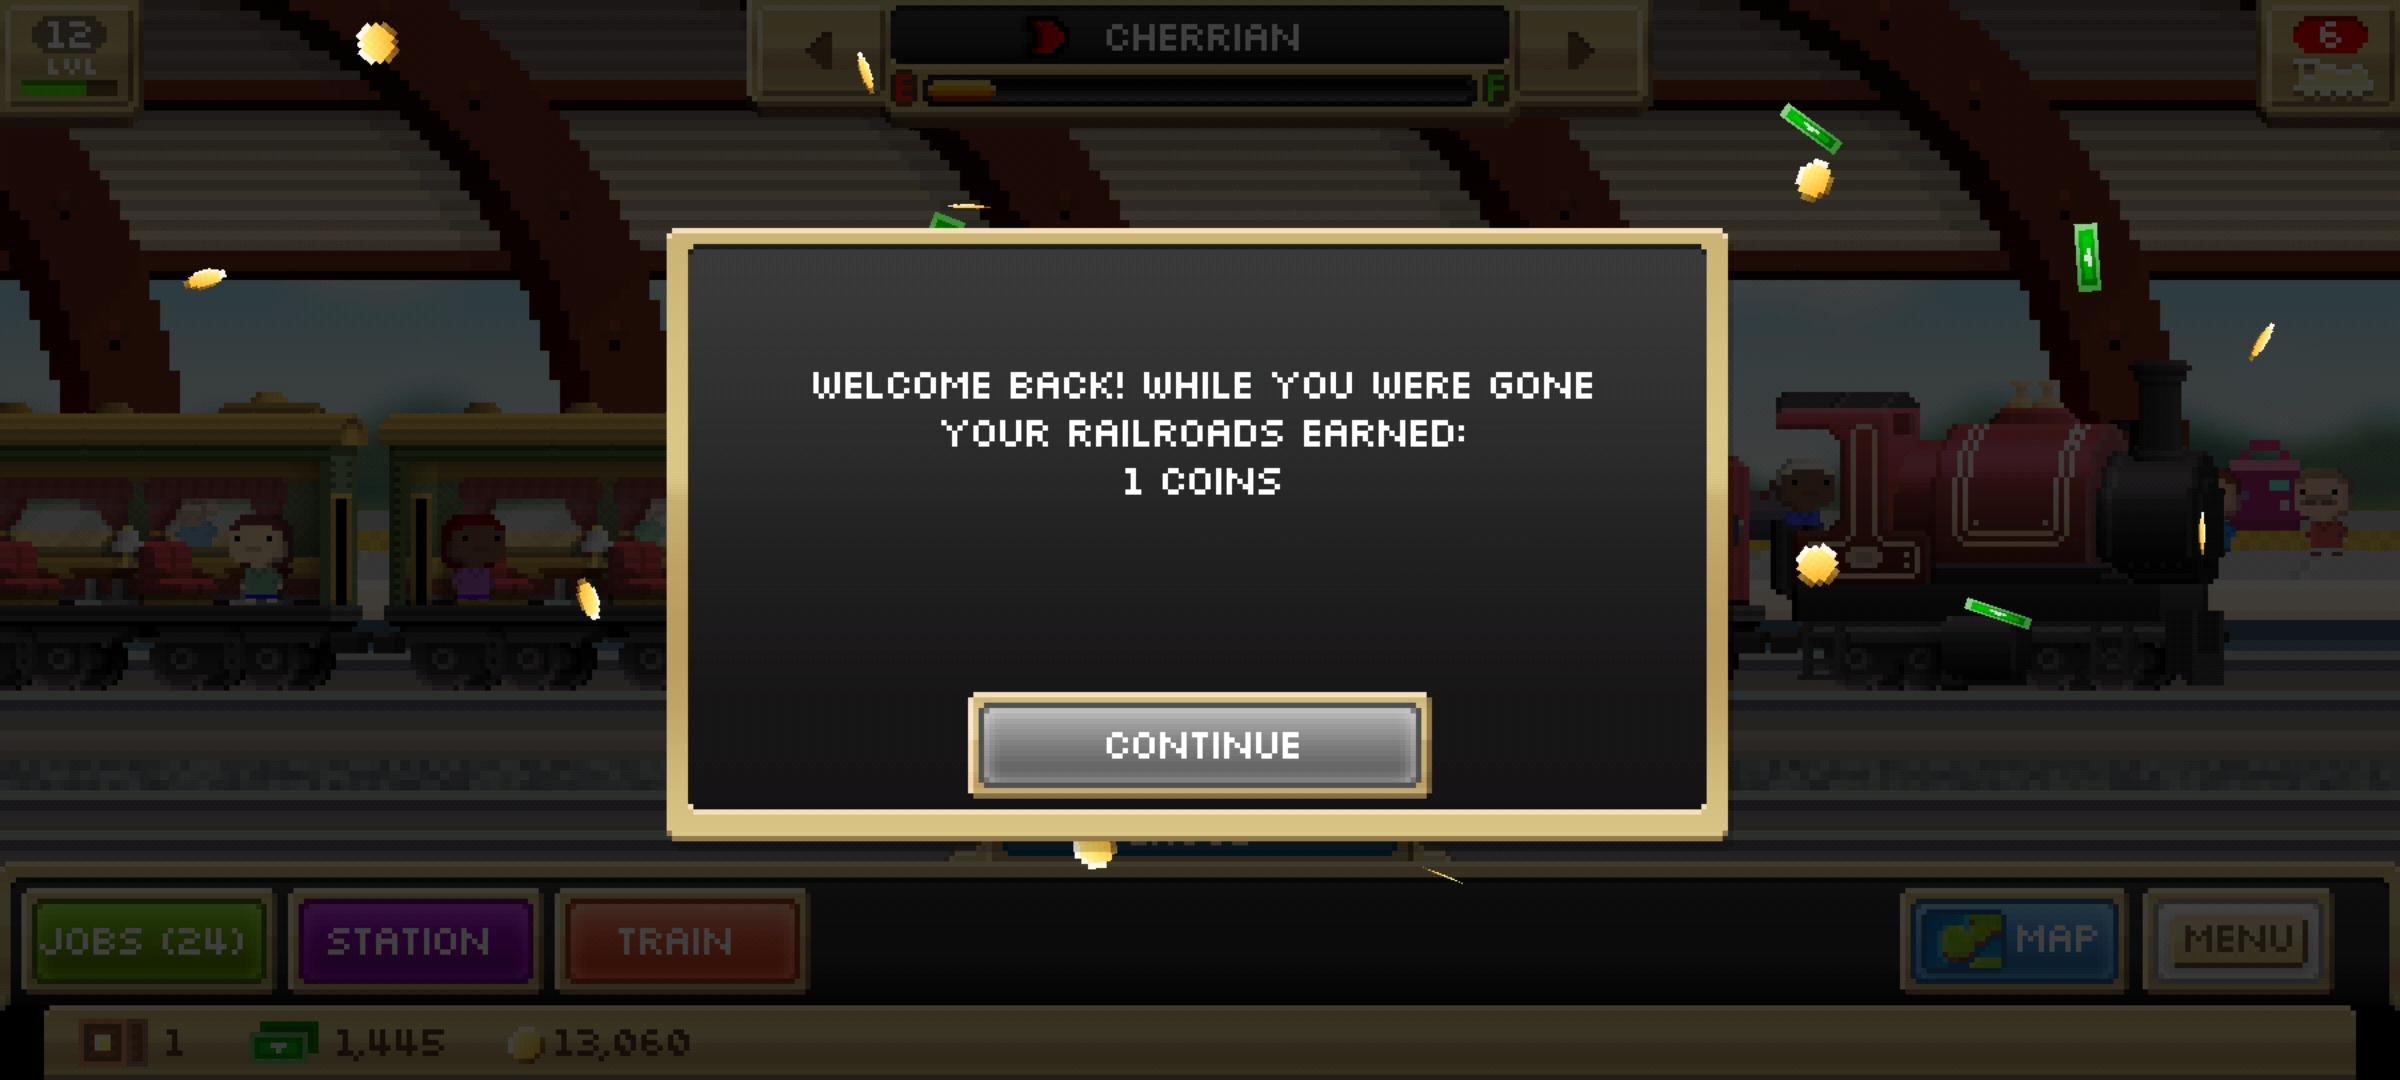 12
LVL
CHERRIAN
E
F
6
WELCOME BACK! WHILE YOU WERE GONE
YOUR RAILROADS EARNED:
1 COINS
CONTINUE
JOBS (24)
STATION
TRAIN
MAP
MENU
1
1,445
13,060